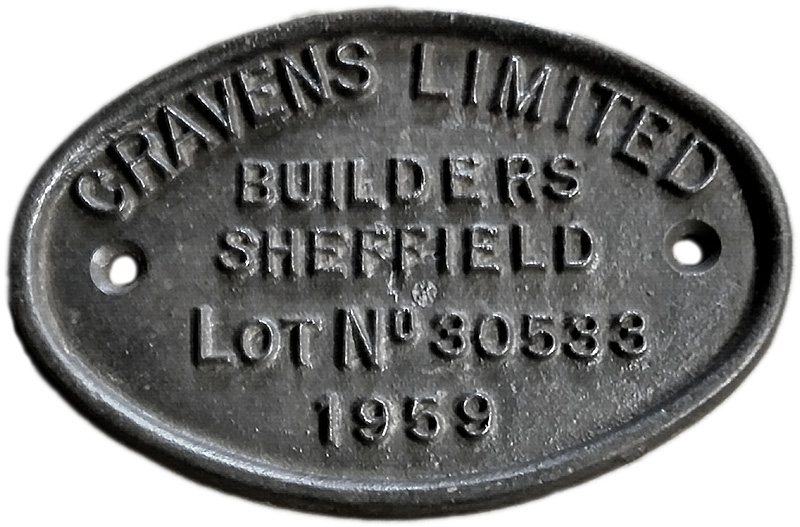 CRAVENS LIMITED
BUILDERS
SHEFFIELD
LOT No 30533
1959